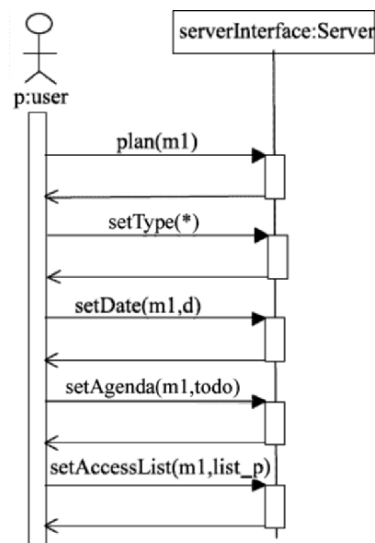 serverInterface:Server
p:user
plan(m1)
setType(*)
setDate(m1,d)
setAgenda(m1,todo)
setAccessList(m1,list_p)